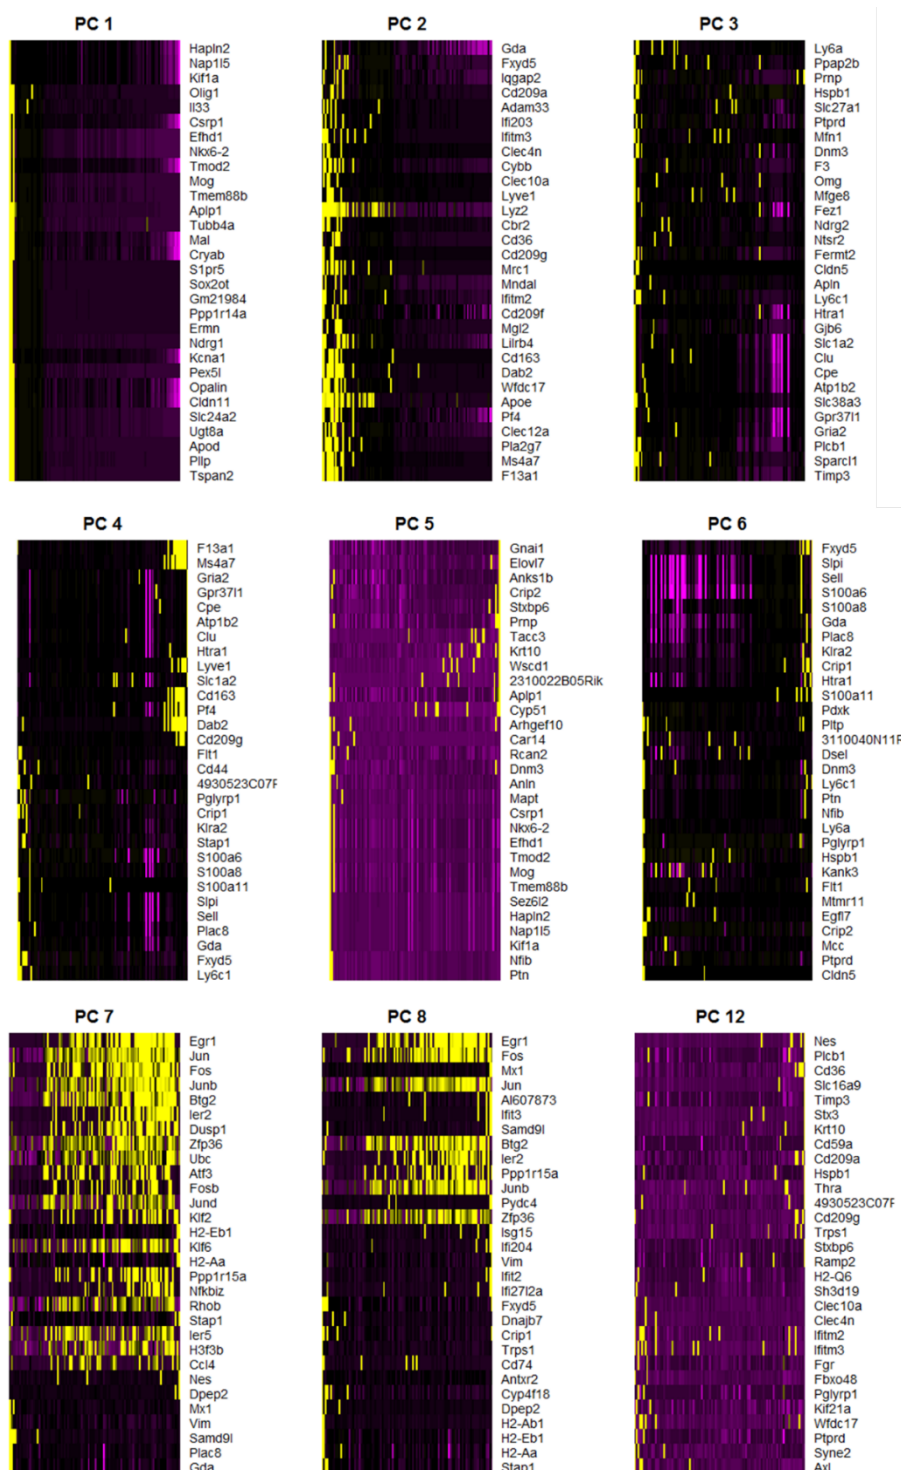 PC 1
Hapln2
Nap1l5
Kif1a
Olig1
Il33
Csrp1
Efhd1
Nkx6-2
Tmod2
Mog
Tmem88b
Aplp1
Tubb4a
Mal
Cryab
S1pr5
Sox2ot
Gm21984
Ppp1r14a
Ermn
Ndrg1
Kcna1
Pex5l
Opalin
Cldn11
Slc24a2
Ugt8a
Apod
Pllp
Tspan2
PC 2
Gda
Fxyd5
Iqgap2
Cd209a
Adam33
Ifi203
Ifitm3
Clec4n
Cybb
Clec10a
Lyve1
Lyz2
Cbr2
Cd36
Cd209g
Mrc1
Mndal
Ifitm2
Cd209f
Mgl2
Lilrb4
Cd163
Dab2
Wfdc17
Apoe
Pf4
Clec12a
Pla2g7
Ms4a7
F13a1
PC 3
Ly6a
Ppap2b
Prnp
Hspb1
Slc27a1
Ptprd
Mfn1
Dnm3
F3
Omg
Mfge8
Fez1
Ndrg2
Ntsr2
Fermt2
Cldn5
Apln
Ly6c1
Htra1
Gjb6
Slc1a2
Clu
Cpe
Atp1b2
Slc38a3
Gpr37l1
Gria2
Plcb1
Sparcl1
Timp3
PC 4
F13a1
Ms4a7
Gria2
Gpr37l1
Cpe
Atp1b2
Clu
Htra1
Lyve1
Slc1a2
Cd163
Pf4
Dab2
Cd209g
Flt1
Cd44
4930523C07F
Pglyrp1
Crip1
Klra2
Stap1
S100a6
S100a8
S100a11
Slpi
Sell
Plac8
Gda
Fxyd5
Ly6c1
PC 5
Gnai1
Elovl7
Anks1b
Crip2
Stxbp6
Prnp
Tacc3
Krt10
Wscd1
2310022B05Rik
Aplp1
Cyp51
Arhgef10
Car14
Rcan2
Dnm3
Anln
Mapt
Csrp1
Nkx6-2
Efhd1
Tmod2
Mog
Tmem88b
Sez6l2
Hapln2
Nap1l5
Kif1a
Nfib
Ptn
PC 6
Fxyd5
Slpi
Sell
S100a6
S100a8
Gda
Plac8
Klra2
Crip1
Htra1
S100a11
Pdxk
Pltp
3110040N11F
Dsel
Dnm3
Ly6c1
Ptn
Nfib
Ly6a
Pglyrp1
Hspb1
Kank3
Flt1
Mtmr11
Egfl7
Crip2
Mcc
Ptprd
Cldn5
PC 7
Egr1
Jun
Fos
Junb
Btg2
Ier2
Dusp1
Zfp36
Ubc
Atf3
Fosb
Jund
Klf2
H2-Eb1
Klf6
H2-Aa
Ppp1r15a
Nfkbiz
Rhob
Stap1
Ier5
H3f3b
Ccl4
Nes
Dpep2
Mx1
Vim
Samd9l
Plac8
Gda
PC 8
Egr1
Fos
Mx1
Jun
AI607873
Ifit3
Samd9l
Btg2
Ier2
Ppp1r15a
Junb
Pydc4
Zfp36
Isg15
Ifi204
Vim
Ifit2
Ifi27l2a
Fxyd5
Dnajb7
Crip1
Trps1
Cd74
Antxr2
Cyp4f18
Dpep2
H2-Ab1
H2-Eb1
H2-Aa
Stap1
PC 12
Nes
Plcb1
Cd36
Slc16a9
Timp3
Stx3
Krt10
Cd59a
Cd209a
Hspb1
Thra
4930523C07F
Cd209g
Trps1
Stxbp6
Ramp2
H2-Q6
Sh3d19
Clec10a
Clec4n
Ifitm2
Ifitm3
Fgr
Fbxo48
Pglyrp1
Kif21a
Wfdc17
Ptprd
Syne2
Axl